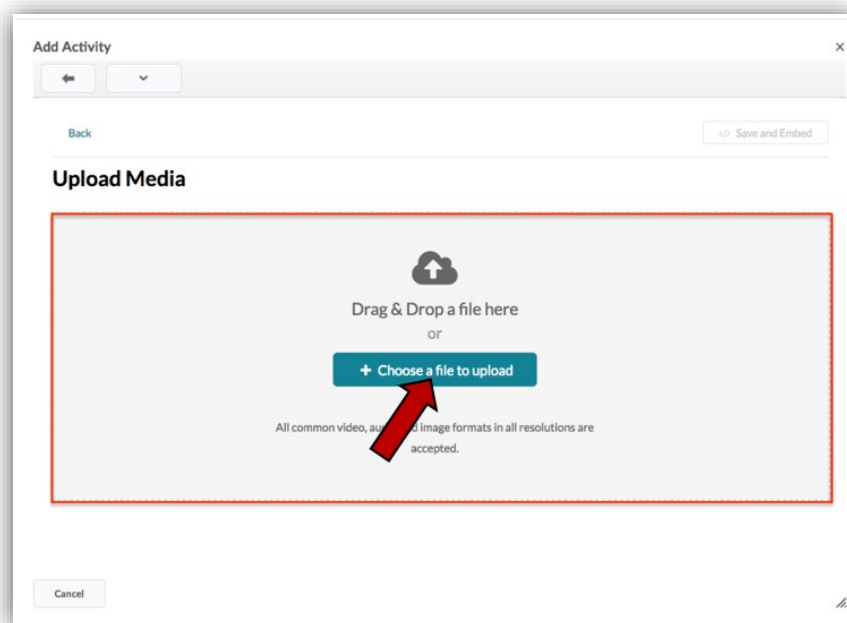 Add Activity
Back
Save and Embed
Upload Media
Drag & Drop a file here
or
+ Choose a file to upload
All common video, image formats in all resolutions are
accepted.
Cancel